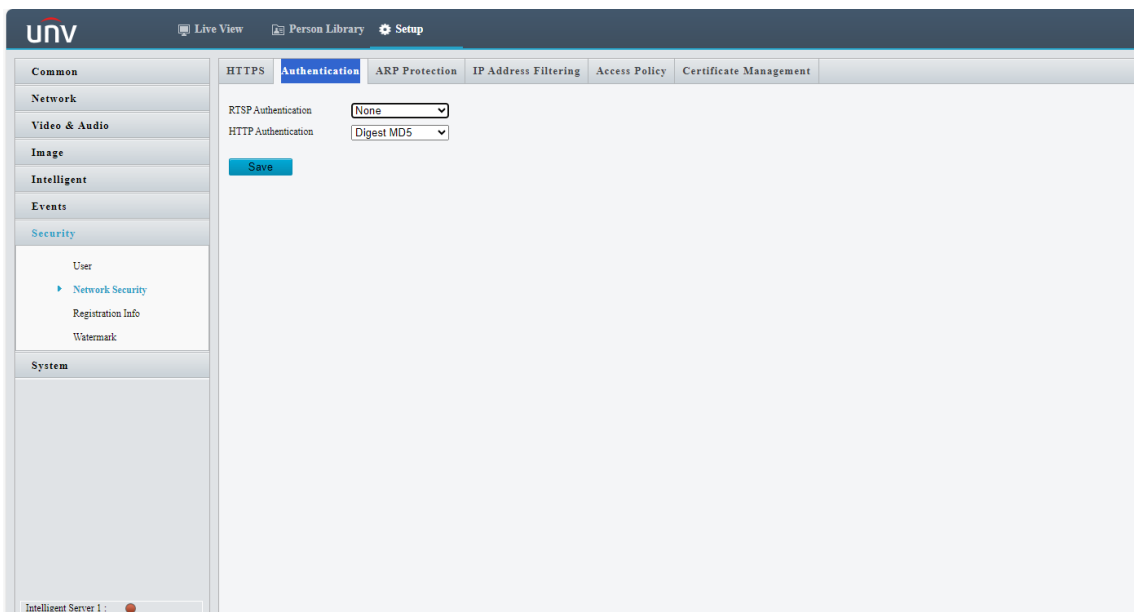 unv
Live View
Person Library
Setup
Common
Network
Video & Audio
Image
Intelligent
Events
Security
User
Network Security
Registration Info
Watermark
System
Intelligent Server 1 :
HTTPS
Authentication
ARP Protection
IP Address Filtering
Access Policy
Certificate Management
RTSP Authentication
None
HTTP Authentication
Digest MD5
Save